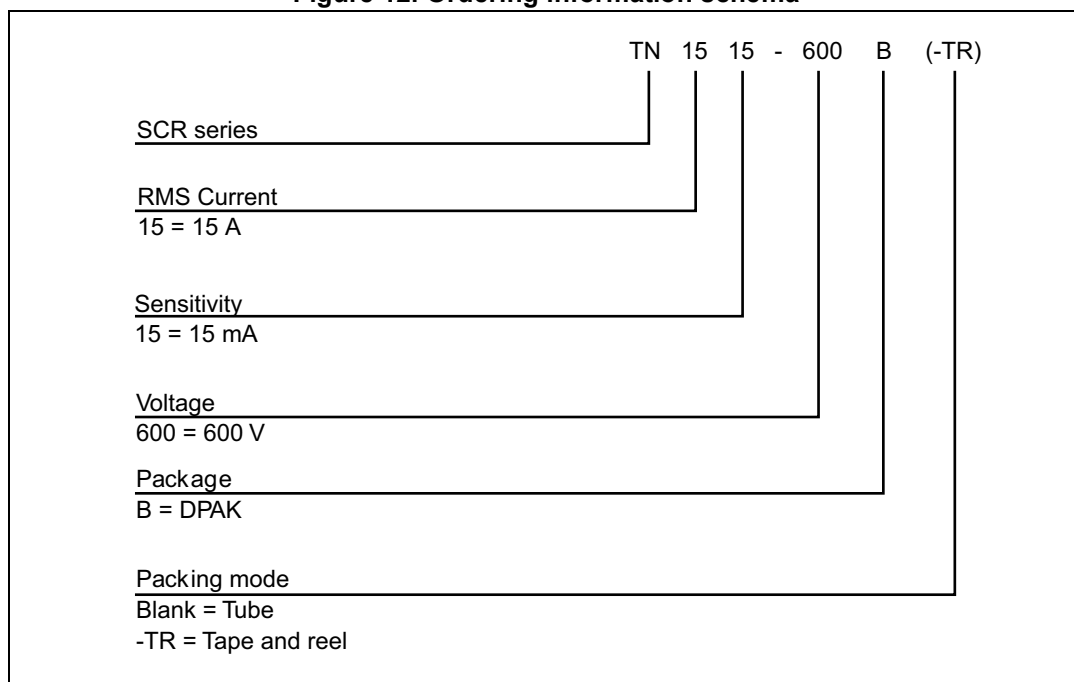 Figure 12. Ordering information schema
TN 15 15 - 600 B (-TR)
SCR series
RMS Current
15 = 15 A
Sensitivity
15 = 15 mA
Voltage
600 = 600 V
Package
B = DPAK
Packing mode
Blank = Tube
-TR = Tape and reel